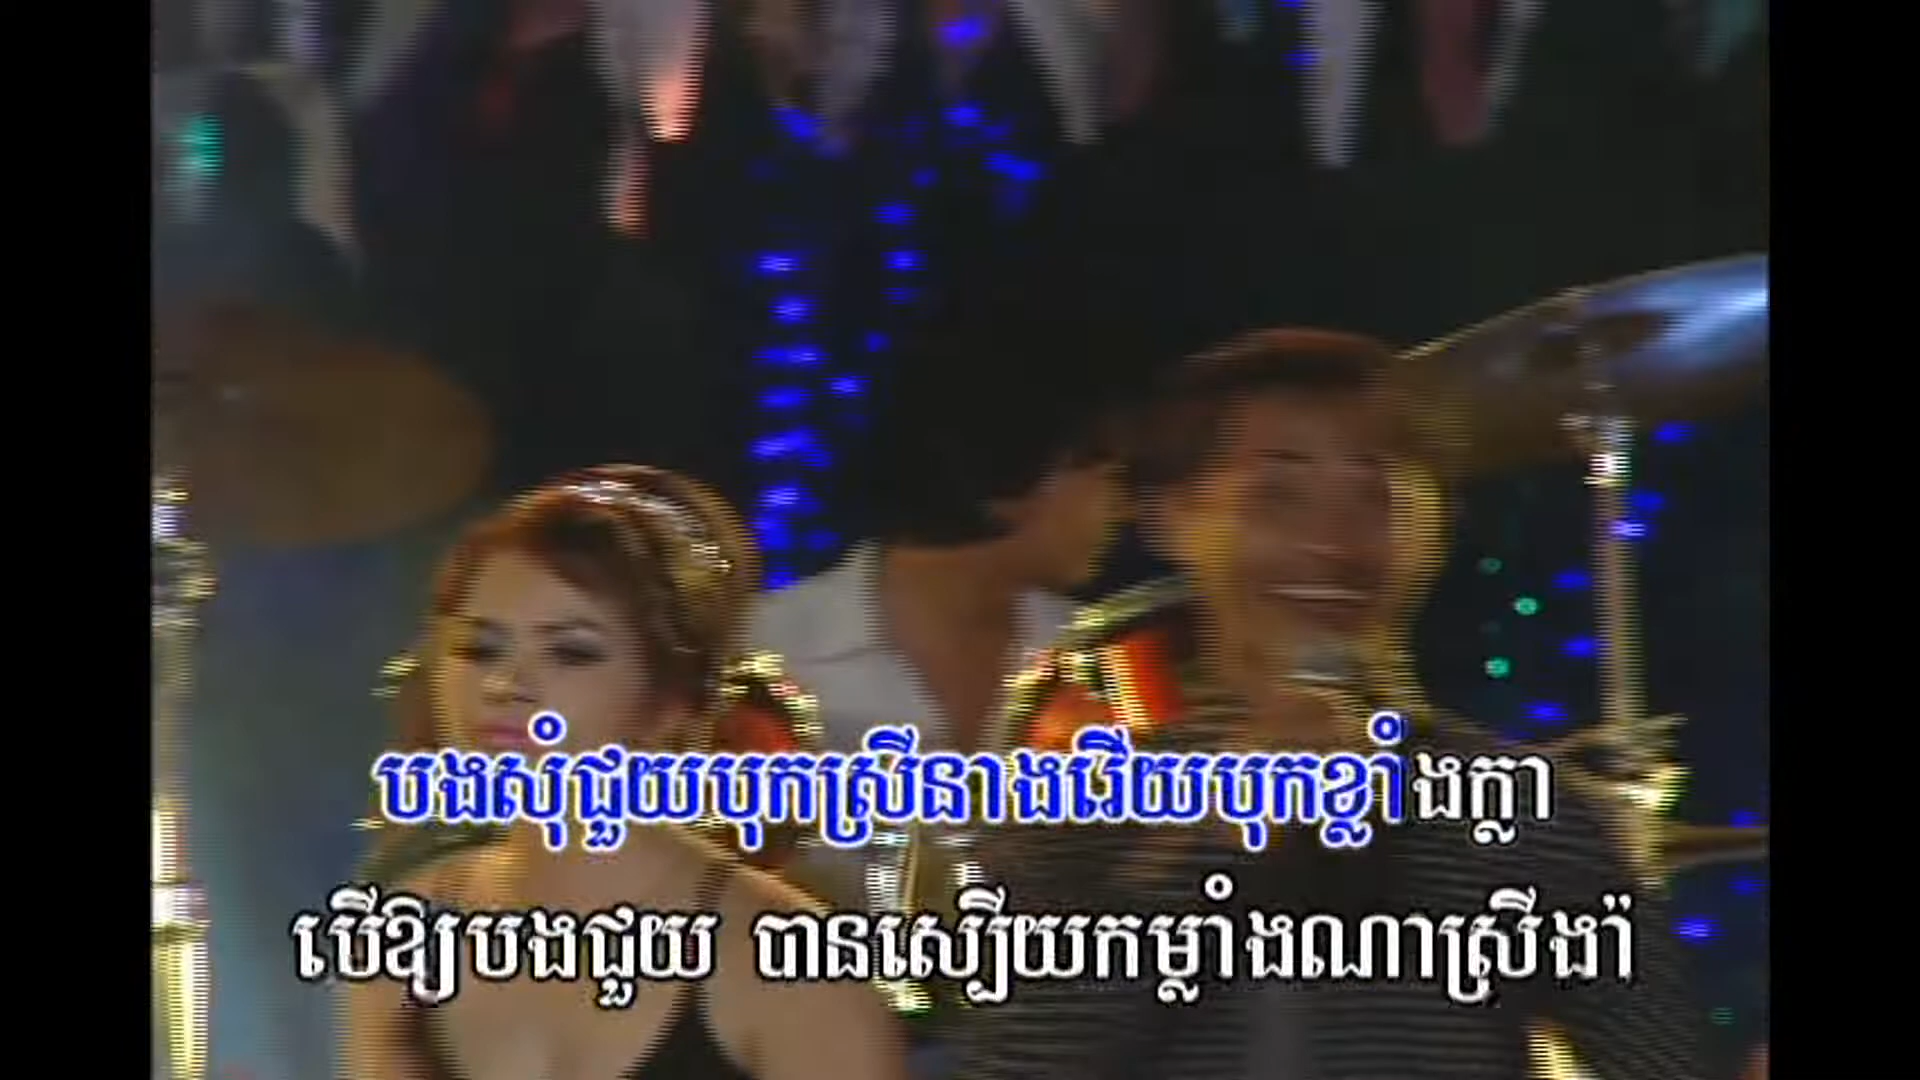 បងសុំជួយបុកស្រីនាងវើយបុកខ្លាំងក្លា
បើឱ្យបងជួយ បានស្បើយកម្លាំងណាស្រីងា៉